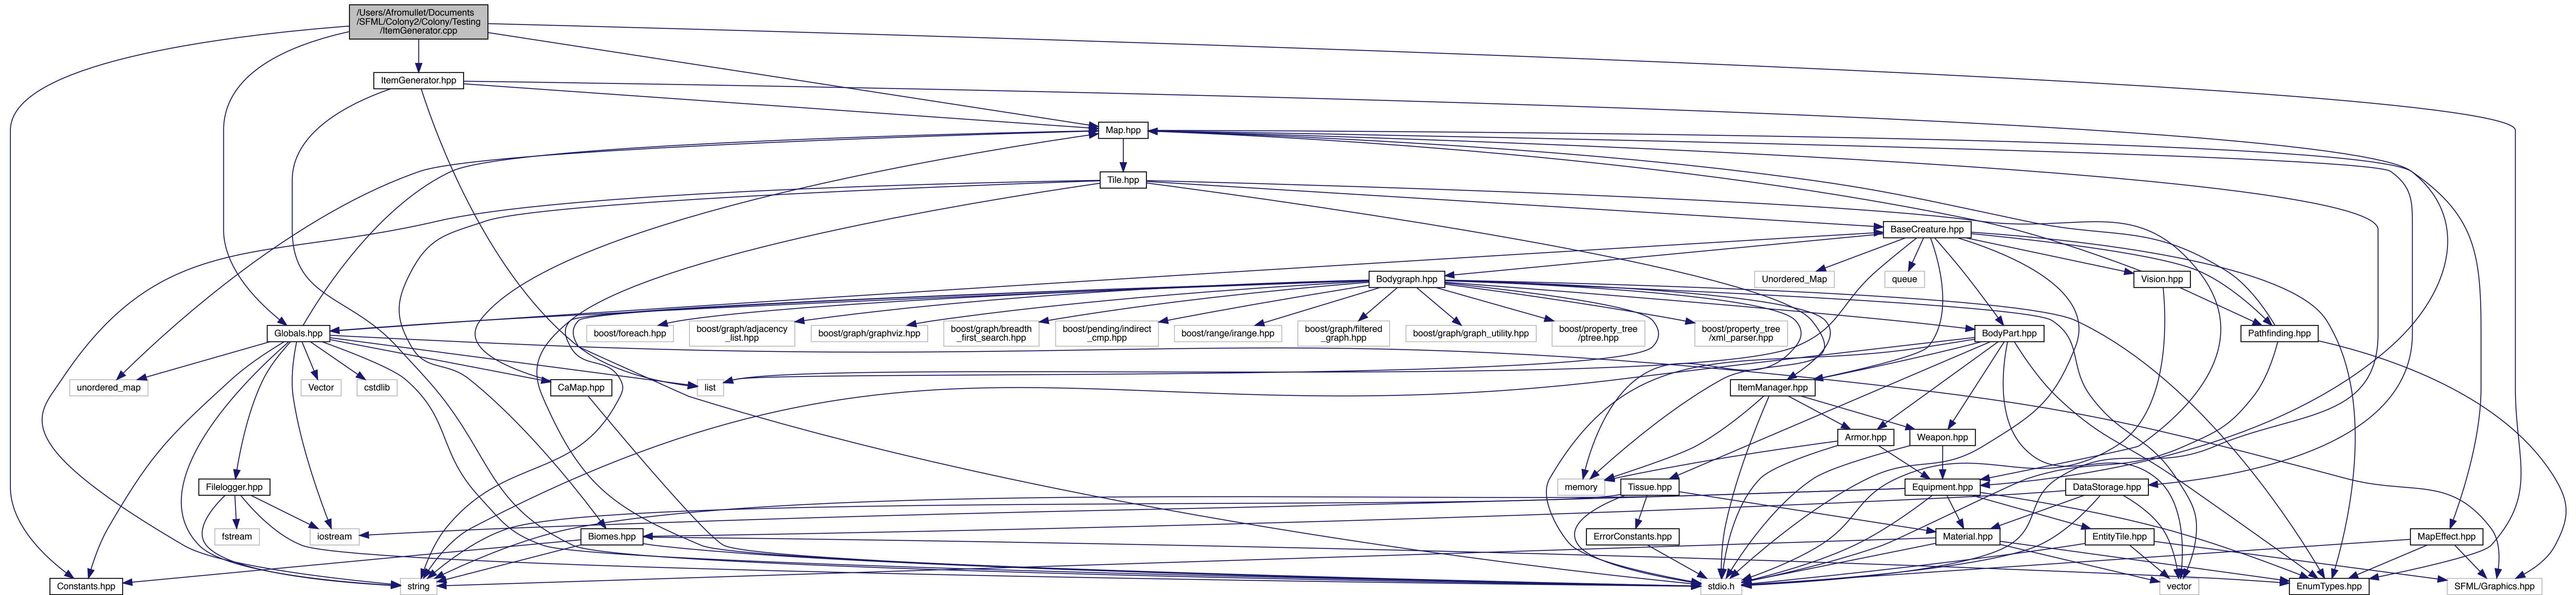 /Users/Afromullet/Documents
/SFML/Colony2/Colony/Testing
/ItemGenerator.cpp
ItemGenerator.hpp
Map.hpp
Tile.hpp
BaseCreature.hpp
Bodygraph.hpp
Unordered_Map
queue
Vision.hpp
Globals.hpp
boost/foreach.hpp
boost/graph/adjacency
_list.hpp
boost/graph/graphviz.hpp
boost/graph/breadth
_first_search.hpp
boost/pending/indirect
_cmp.hpp
boost/range/irange.hpp
boost/graph/filtered
_graph.hpp
boost/graph/graph_utility.hpp
boost/property_tree
/ptree.hpp
boost/property_tree
/xml_parser.hpp
BodyPart.hpp
Pathfinding.hpp
unordered_map
Vector
cstdlib
CaMap.hpp
list
ItemManager.hpp
Armor.hpp
Weapon.hpp
Filelogger.hpp
memory
Tissue.hpp
Equipment.hpp
DataStorage.hpp
fstream
iostream
Biomes.hpp
ErrorConstants.hpp
Material.hpp
EntityTile.hpp
MapEffect.hpp
Constants.hpp
string
stdio.h
vector
EnumTypes.hpp
SFML/Graphics.hpp